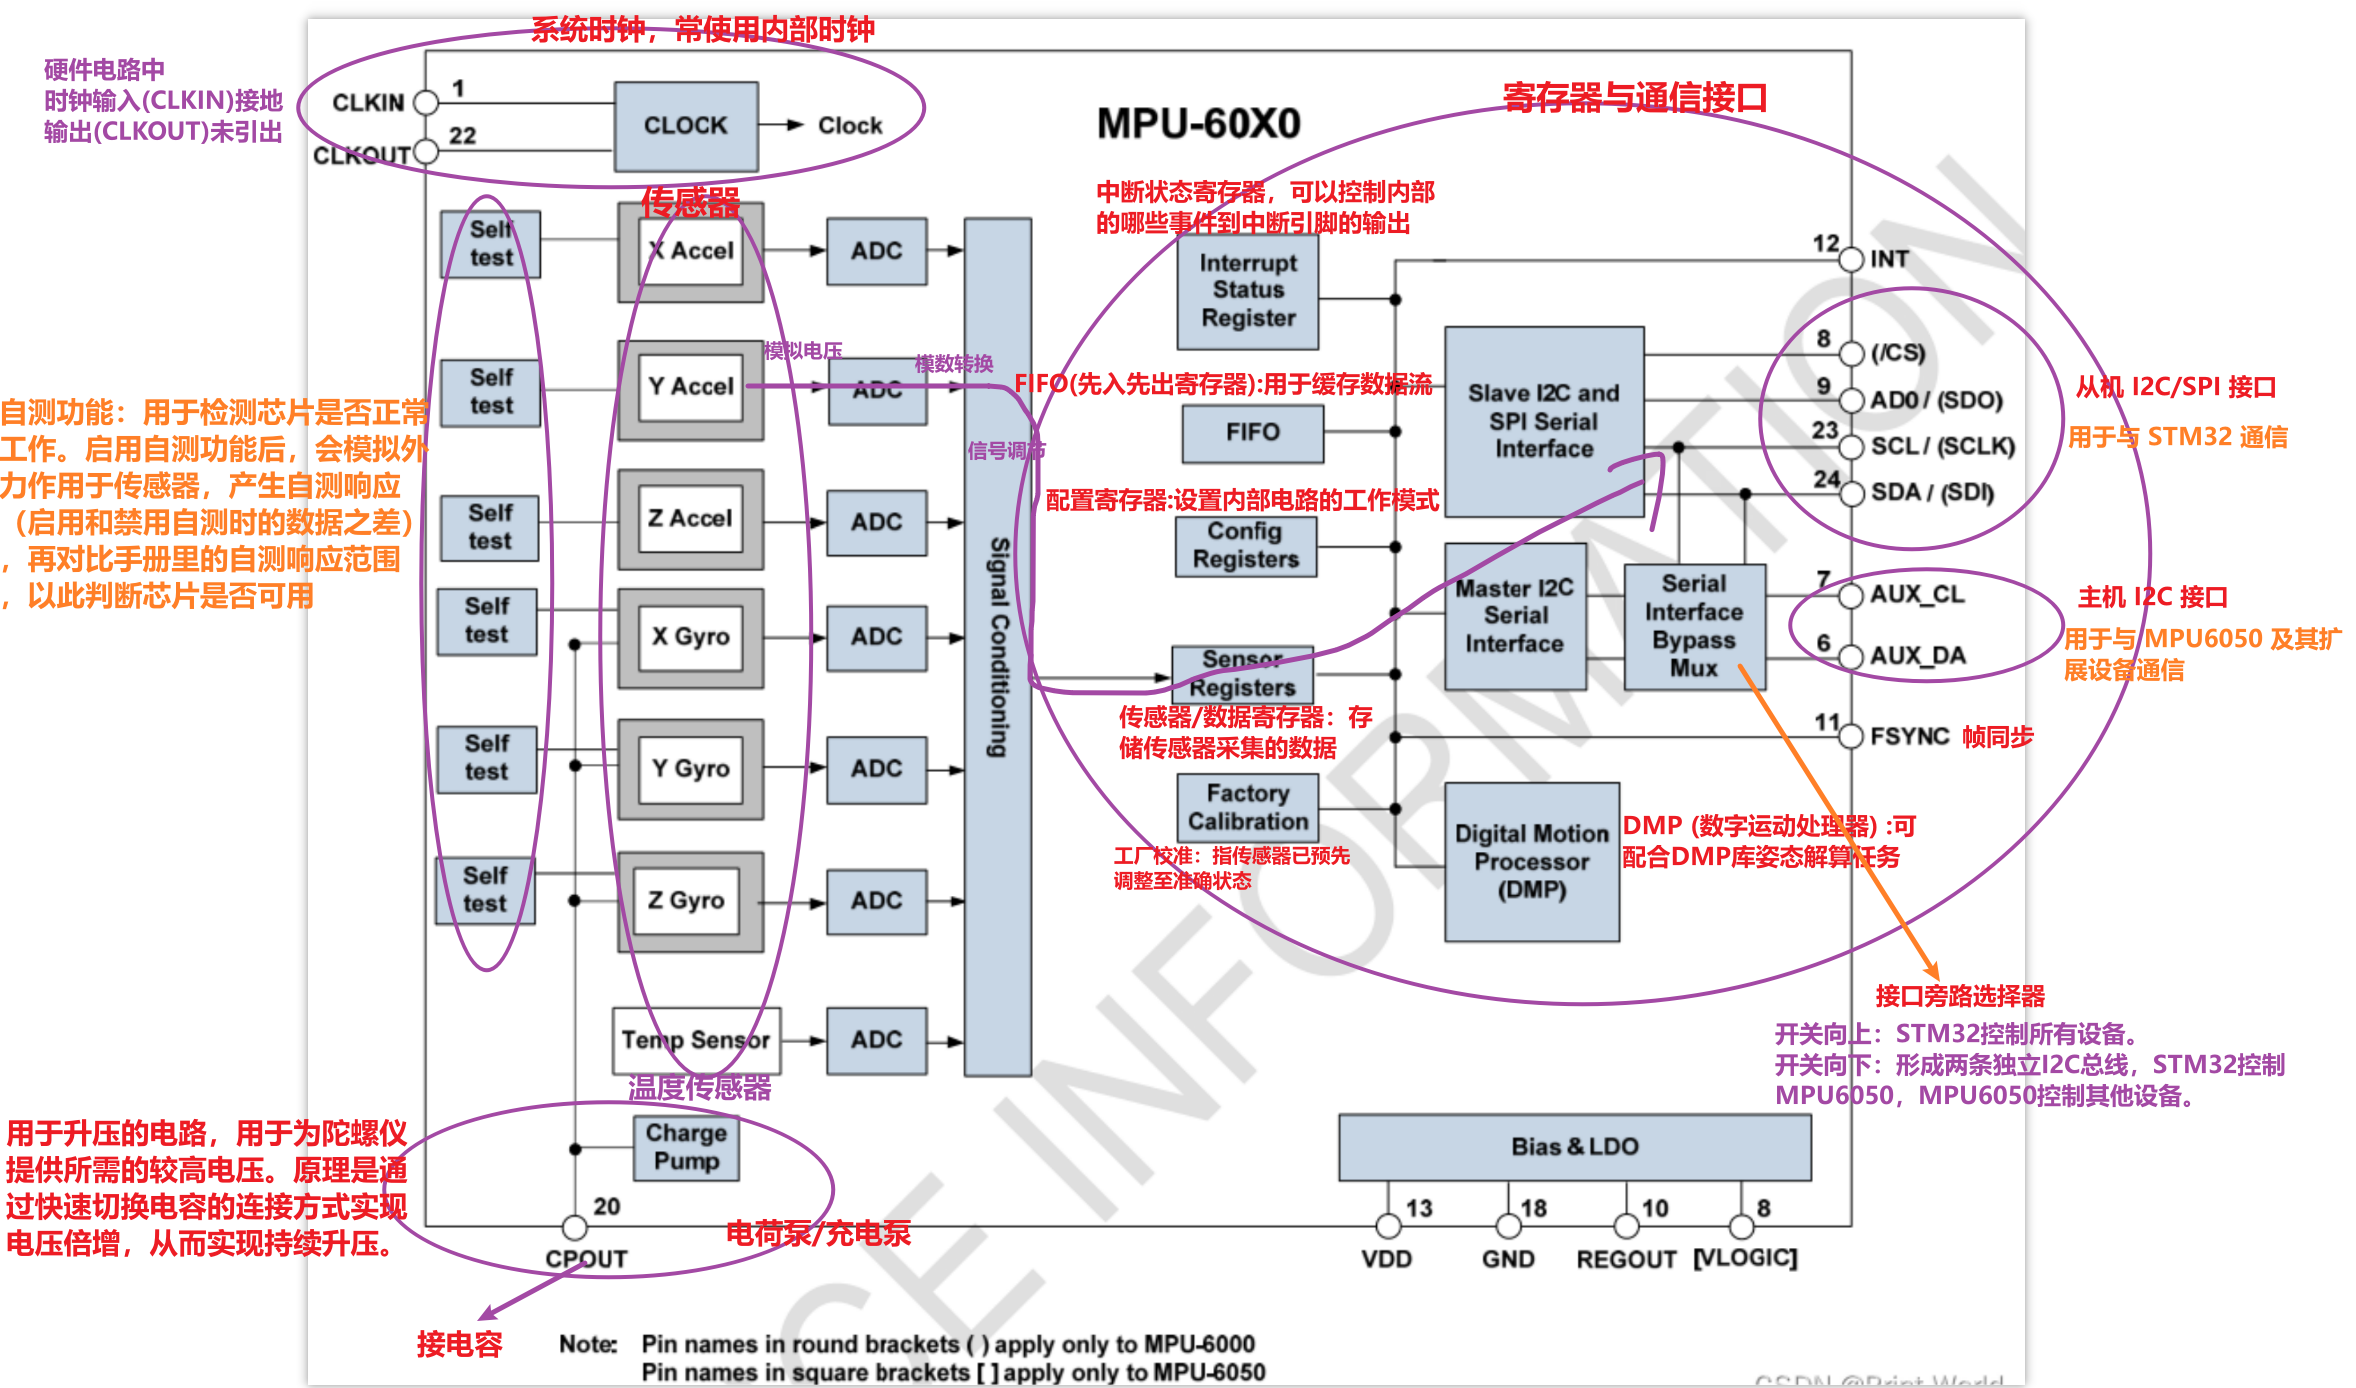 系统时钟，常使用内部时钟
硬件电路中
时钟输入(CLKIN)接地
输出(CLKOUT)未引出
CLKIN
1
CLKOUT
22
CLOCK
Clock
MPU-60X0
寄存器与通信接口
传感器
Self
test
X Accel
ADC
Self
test
Y Accel
模拟电压
ADC
模数转换
Self
test
Z Accel
ADC
Self
test
X Gyro
ADC
Self
test
Y Gyro
ADC
Self
test
Z Gyro
ADC
Temp Sensor
ADC
温度传感器
Signal Conditioning
信号调节
自测功能：用于检测芯片是否正常
工作。启用自测功能后，会模拟外
力作用于传感器，产生自测响应
（启用和禁用自测时的数据之差）
，再对比手册里的自测响应范围
，以此判断芯片是否可用
中断状态寄存器，可以控制内部
的哪些事件到中断引脚的输出
Interrupt
Status
Register
FIFO(先入先出寄存器):用于缓存数据流
FIFO
配置寄存器:设置内部电路的工作模式
Config
Registers
Sensor
Registers
传感器/数据寄存器：存
储传感器采集的数据
Factory
Calibration
工厂校准：指传感器已预先
调整至准确状态
Slave I2C and
SPI Serial
Interface
Master I2C
Serial
Interface
Serial
Interface
Bypass
Mux
Digital Motion
Processor
(DMP)
DMP (数字运动处理器) :可
配合DMP库姿态解算任务
12
INT
8
(/CS)
9
AD0 / (SDO)
23
SCL / (SCLK)
24
SDA / (SDI)
从机 I2C/SPI 接口
用于与 STM32 通信
7
AUX_CL
6
AUX_DA
主机 I2C 接口
用于与 MPU6050 及其扩
展设备通信
11
FSYNC
帧同步
接口旁路选择器
开关向上：STM32控制所有设备。
开关向下：形成两条独立I2C总线，STM32控制
MPU6050，MPU6050控制其他设备。
用于升压的电路，用于为陀螺仪
提供所需的较高电压。原理是通
过快速切换电容的连接方式实现
电压倍增，从而实现持续升压。
Charge
Pump
20
CPOUT
电荷泵/充电泵
接电容
Bias & LDO
13
VDD
18
GND
10
REGOUT
8
[VLOGIC]
Note: Pin names in round brackets ( ) apply only to MPU-6000
Pin names in square brackets [ ] apply only to MPU-6050
CE INFORMATION